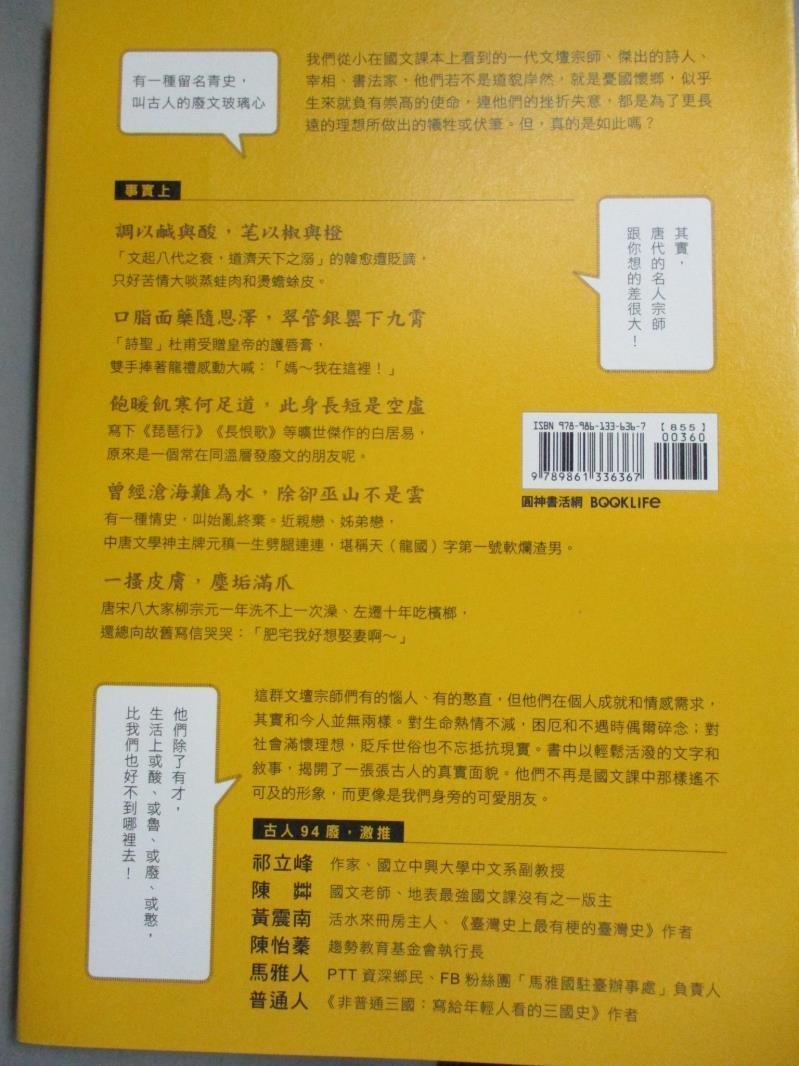 有一種留名青史，
叫古人的廢文玻璃心
我們從小在國文課本上看到的一代文壇宗師、傑出的詩人、
宰相、書法家，他們若不是道貌岸然，就是憂國懷鄉，似乎
生來就負有崇高的使命，連他們的挫折失意，都是為了更長
遠的理想所做出的犧牲或伏筆。但，真的是如此嗎？
事實上
調以鹹與酸，芼以椒與橙
「文起八代之衰，道濟天下之溺」的韓愈遭貶謫，
只好苦情大啖蒸蛙肉和燙蟾蜍皮。
口脂面藥隨恩澤，翠管銀罌下九霄
「詩聖」杜甫受贈皇帝的護唇膏，
雙手捧著龍禮感動大喊：「媽～我在這裡！」
飽暖飢寒何足道，此身長短是空虛
寫下《琵琶行》《長恨歌》等曠世傑作的白居易，
原來是一個常在同溫層發廢文的朋友呢。
曾經滄海難為水，除卻巫山不是雲
有一種情史，叫始亂終棄。近親戀、姊弟戀，
中唐文學神主牌元稹一生劈腿連連，堪稱天（龍國）字第一號軟爛渣男。
一搔皮膚，塵垢滿爪
唐宋八大家柳宗元一年洗不上一次澡、左遷十年吃檳榔，
還總向故舊寫信哭哭：「肥宅我好想娶妻啊～」
其實，
唐代的名人宗師
跟你想的差很大！
ISBN 978-986-133-636-7
【855】
00360
9 789861 336367
圓神書活網 BOOKLIFe
他們除了有才，
生活上或酸、或魯、或廢、或憨，
比我們也好不到哪裡去！
這群文壇宗師們有的惱人、有的憨直，但他們在個人成就和情感需求，
其實和今人並無兩樣。對生命熱情不減，困厄和不遇時偶爾碎念；對
社會滿懷理想，貶斥世俗也不忘抵抗現實。書中以輕鬆活潑的文字和
敘事，揭開了一張張古人的真實面貌。他們不再是國文課中那樣遙不
可及的形象，而更像是我們身旁的可愛朋友。
古人94廢，激推
祁立峰 作家、國立中興大學中文系副教授
陳茻 國文老師、地表最強國文課沒有之一版主
黃震南 活水來冊房主人、《臺灣史上最有梗的臺灣史》作者
陳怡蓁 趨勢教育基金會執行長
馬雅人 PTT 資深鄉民、FB 粉絲團「馬雅國駐臺辦事處」負責人
普通人 《非普通三國：寫給年輕人看的三國史》作者